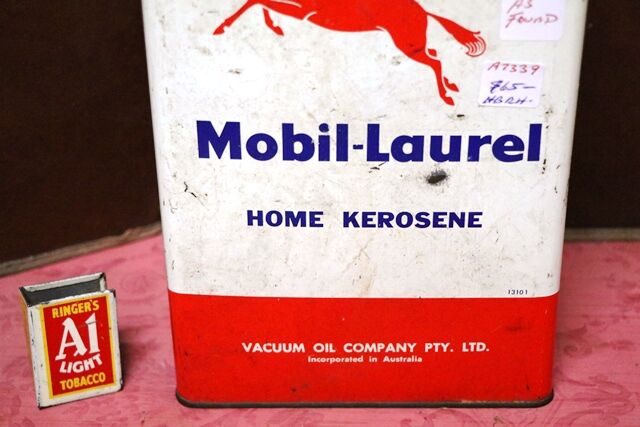 AS
FOUND
A7339
$65-
HBRH-
Mobil-Laurel
HOME KEROSENE
13101
VACUUM OIL COMPANY PTY. LTD.
Incorporated in Australia
RINGER'S
A1
LIGHT
TOBACCO